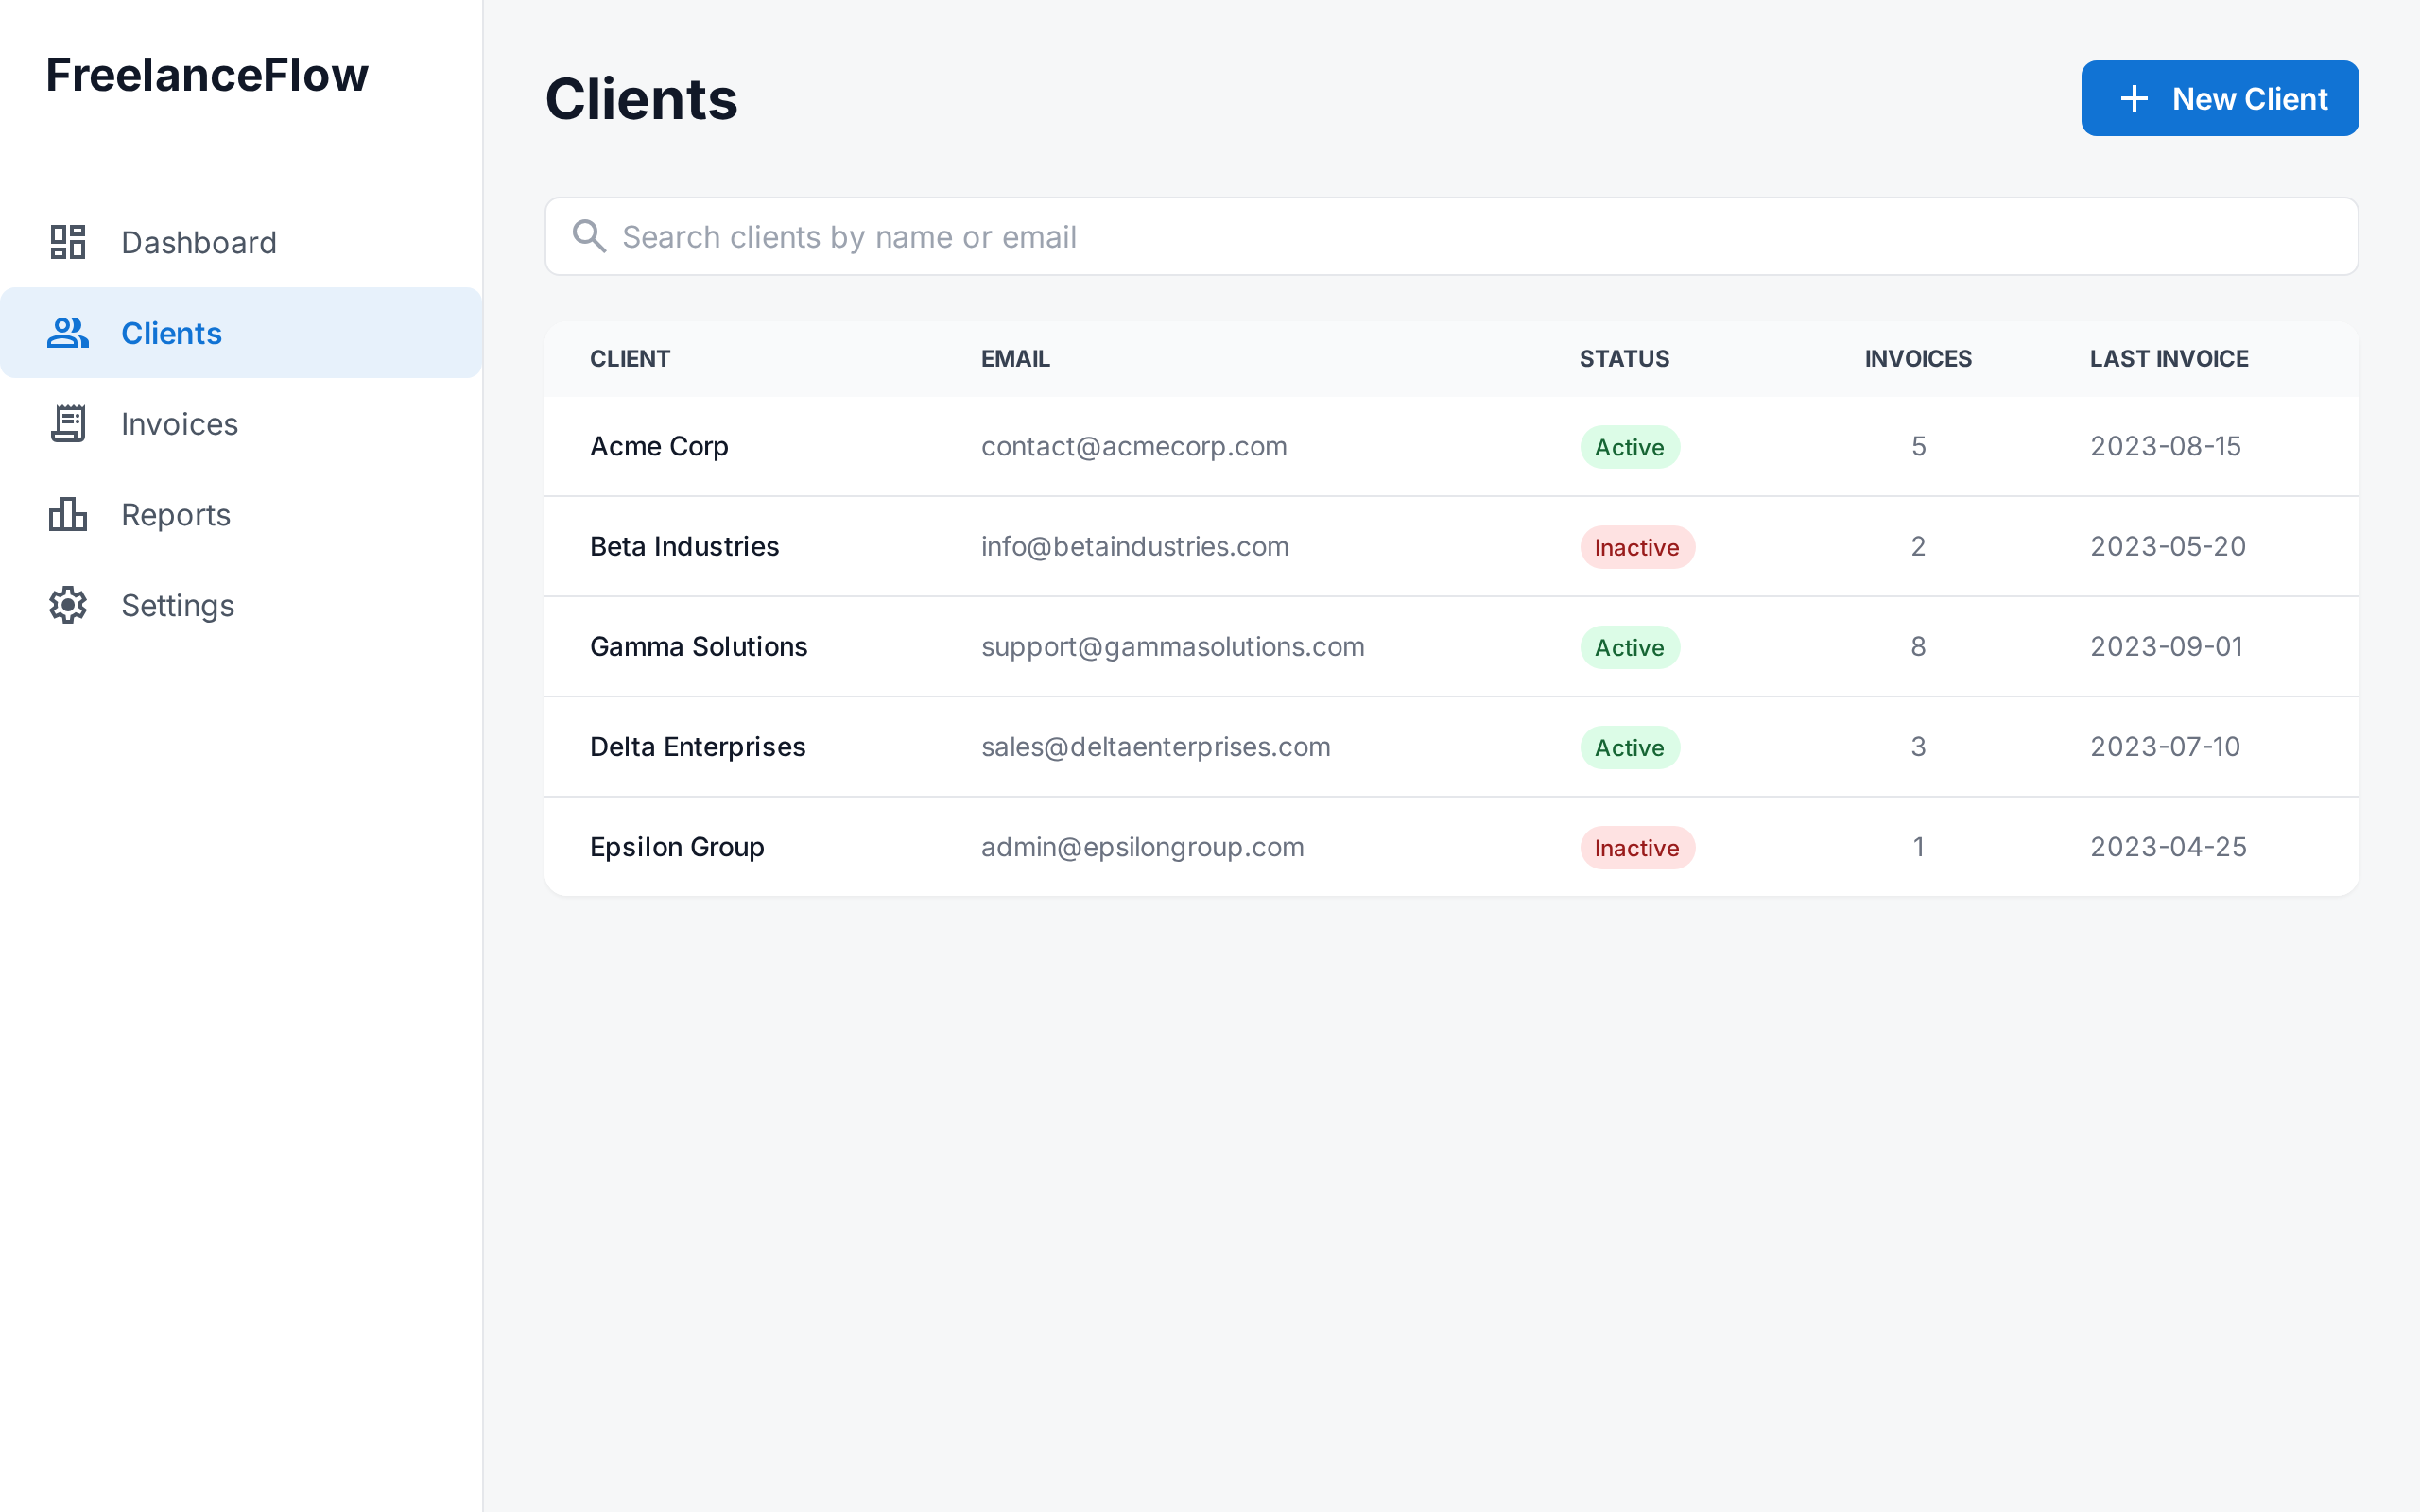 FreelanceFlow
Dashboard
Clients
Invoices
Reports
Settings
Clients
New Client
Search clients by name or email
CLIENT EMAIL STATUS INVOICES LAST INVOICE
Acme Corp contact@acmecorp.com Active 5 2023-08-15
Beta Industries info@betaindustries.com Inactive 2 2023-05-20
Gamma Solutions support@gammasolutions.com Active 8 2023-09-01
Delta Enterprises sales@deltaenterprises.com Active 3 2023-07-10
Epsilon Group admin@epsilongroup.com Inactive 1 2023-04-25